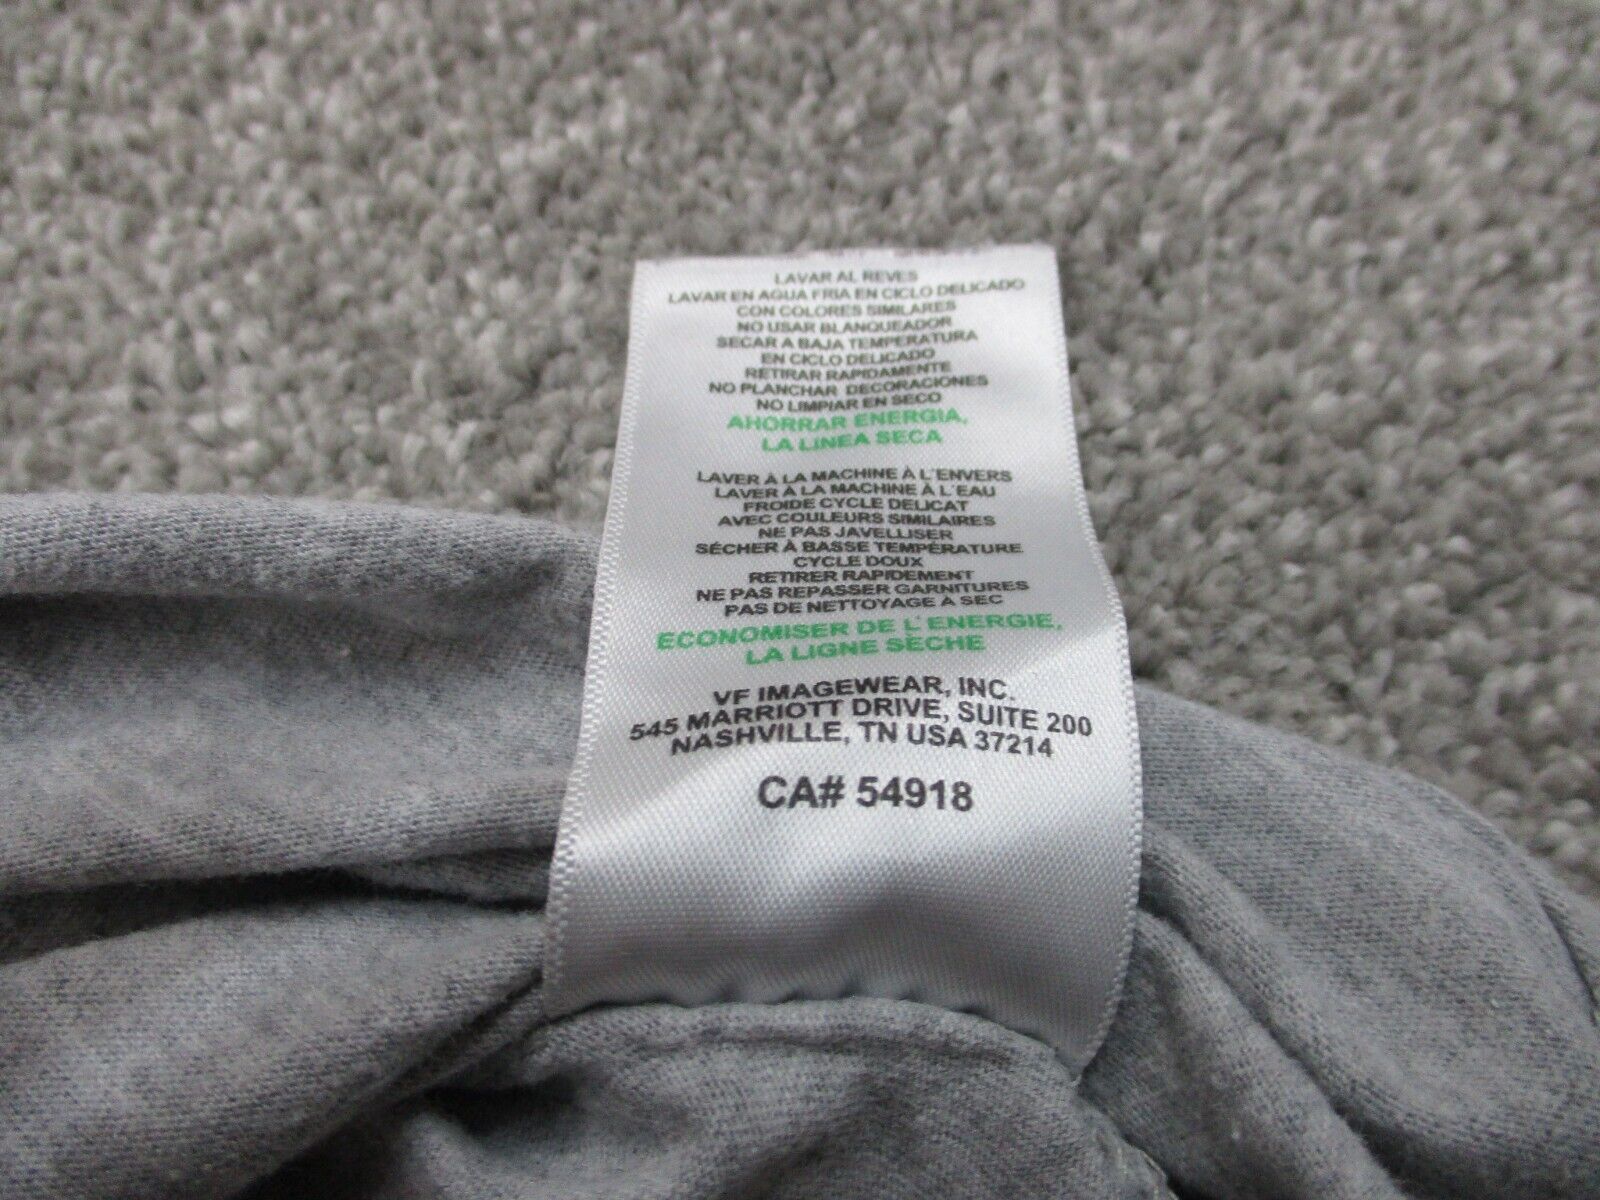 LAVAR AL REVES
LAVAR EN AGUA FRIA EN CICLO DELICADO
CON COLORES SIMILARES
NO USAR BLANQUEADOR
SECAR A BAJA TEMPERATURA
EN CICLO DELICADO
RETIRAR RAPIDAMENTE
NO PLANCHAR DECORACIONES
NO LIMPIAR EN SECO
AHORRAR ENERGIA,
LA LINEA SECA
LAVER À LA MACHINE À L'ENVERS
LAVER À LA MACHINE À L'EAU
FROIDE CYCLE DELICAT
AVEC COULEURS SIMILAIRES
NE PAS JAVELLISER
SÉCHER À BASSE TEMPÉRATURE
CYCLE DOUX
RETIRER RAPIDEMENT
NE PAS REPASSER GARNITURES
PAS DE NETTOYAGE A SEC
ECONOMISER DE L'ENERGIE,
LA LIGNE SÈCHE
VF IMAGEWEAR, INC.
545 MARRIOTT DRIVE, SUITE 200
NASHVILLE, TN USA 37214
CA# 54918